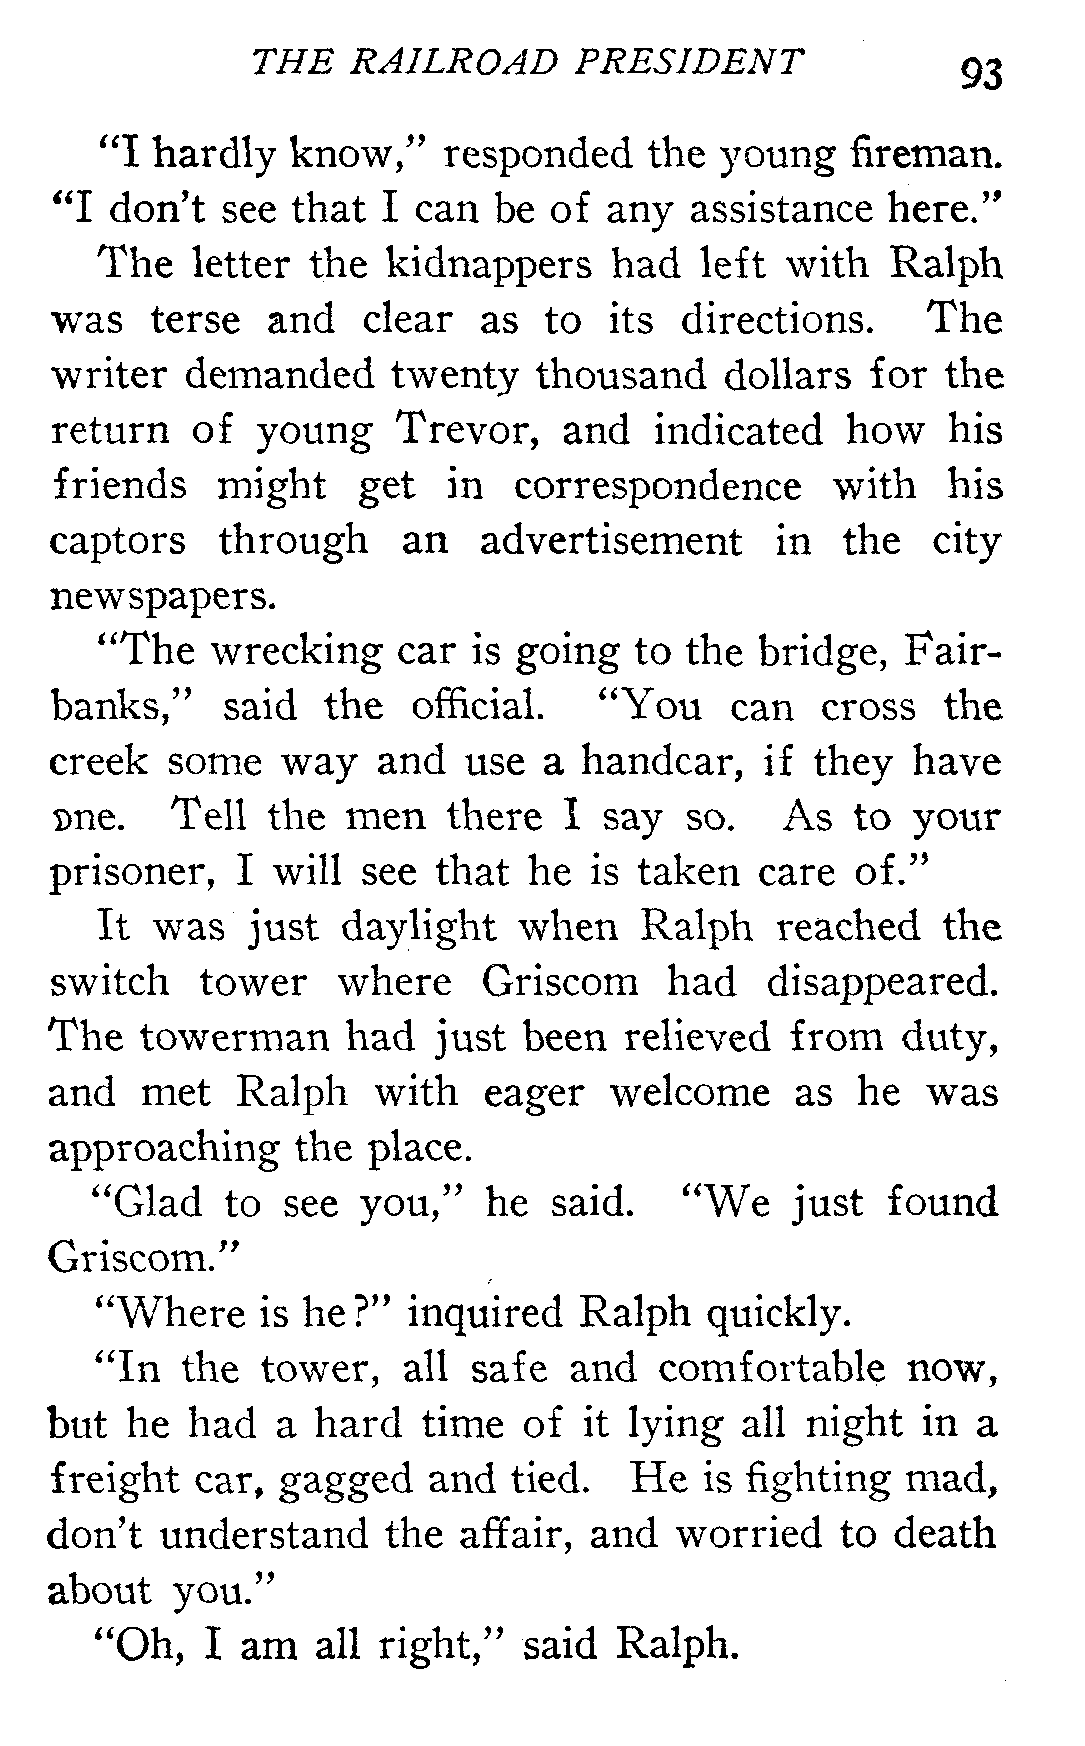 THE RAILROAD PRESIDENT 93
"I hardly know," responded the young fireman.
"I don't see that I can be of any assistance here."
The letter the kidnappers had left with Ralph
was terse and clear as to its directions. The
writer demanded twenty thousand dollars for the
return of young Trevor, and indicated how his
friends might get in correspondence with his
captors through an advertisement in the city
newspapers.
"The wrecking car is going to the bridge, Fair-
banks," said the official. "You can cross the
creek some way and use a handcar, if they have
one. Tell the men there I say so. As to your
prisoner, I will see that he is taken care of."
It was just daylight when Ralph reached the
switch tower where Griscom had disappeared.
The towerman had just been relieved from duty,
and met Ralph with eager welcome as he was
approaching the place.
"Glad to see you," he said. "We just found
Griscom."
"Where is he?" inquired Ralph quickly.
"In the tower, all safe and comfortable now,
but he had a hard time of it lying all night in a
freight car, gagged and tied. He is fighting mad,
don't understand the affair, and worried to death
about you."
"Oh, I am all right," said Ralph.